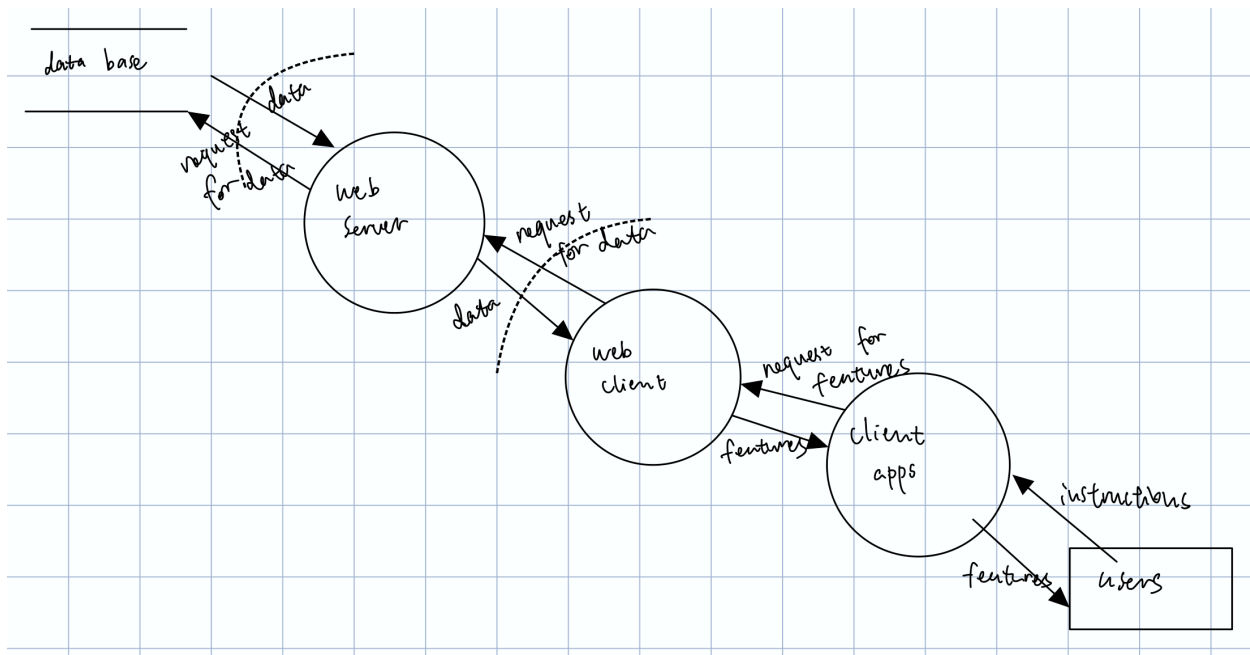 data base
data
request
for data
web
Server
request
for data
data
web
client
request for
features
features
Client
apps
instructions
features
users